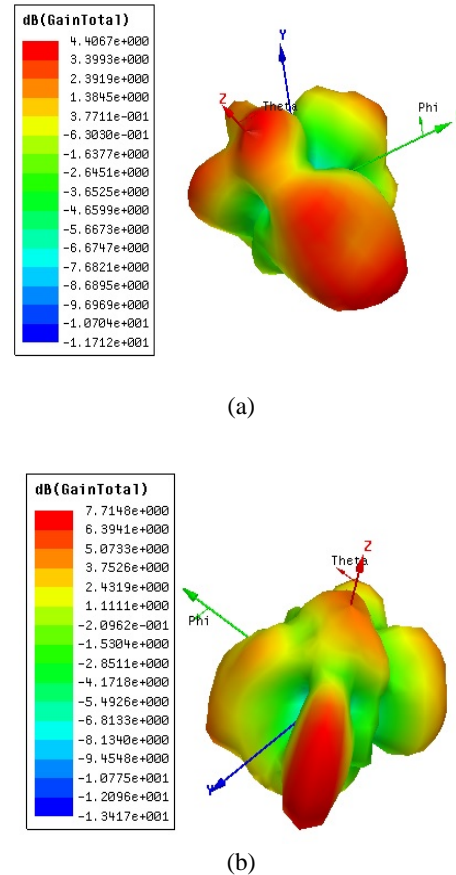 dB(GainTotal)
4.4067e+000
3.3993e+000
2.3919e+000
1.3845e+000
3.7711e-001
-6.3030e-001
-1.6377e+000
-2.6451e+000
-3.6525e+000
-4.6599e+000
-5.6673e+000
-6.6747e+000
-7.6821e+000
-8.6895e+000
-9.6969e+000
-1.0704e+001
-1.1712e+001
Y
Z
Theta
Phi
(a)
dB(GainTotal)
7.7148e+000
6.3941e+000
5.0733e+000
3.7526e+000
2.4319e+000
1.1111e+000
-2.0962e-001
-1.5304e+000
-2.8511e+000
-4.1718e+000
-5.4926e+000
-6.8133e+000
-8.1340e+000
-9.4548e+000
-1.0775e+001
-1.2096e+001
-1.3417e+001
Z
Theta
Phi
Y
(b)